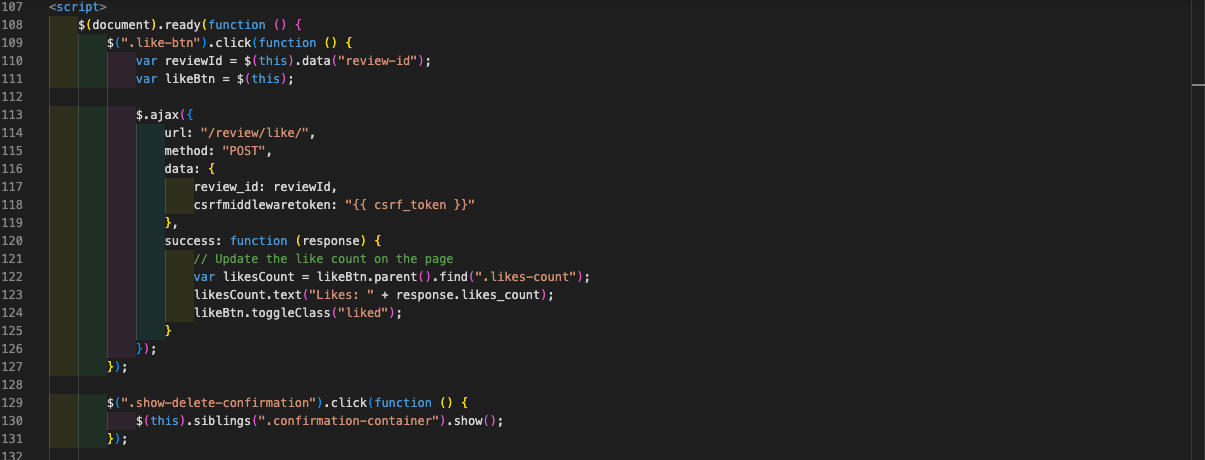 107 <script>
108 $(document).ready(function () {
109 $(".like-btn").click(function () {
110 var reviewId = $(this).data("review-id");
111 var likeBtn = $(this);
112
113 $.ajax({
114 url: "/review/like/",
115 method: "POST",
116 data: {
117 review_id: reviewId,
118 csrfmiddlewaretoken: "{{ csrf_token }}"
119 },
120 success: function (response) {
121 // Update the like count on the page
122 var likesCount = likeBtn.parent().find(".likes-count");
123 likesCount.text("Likes: " + response.likes_count);
124 likeBtn.toggleClass("liked");
125 }
126 });
127 });
128
129 $(".show-delete-confirmation").click(function () {
130 $(this).siblings(".confirmation-container").show();
131 });
132